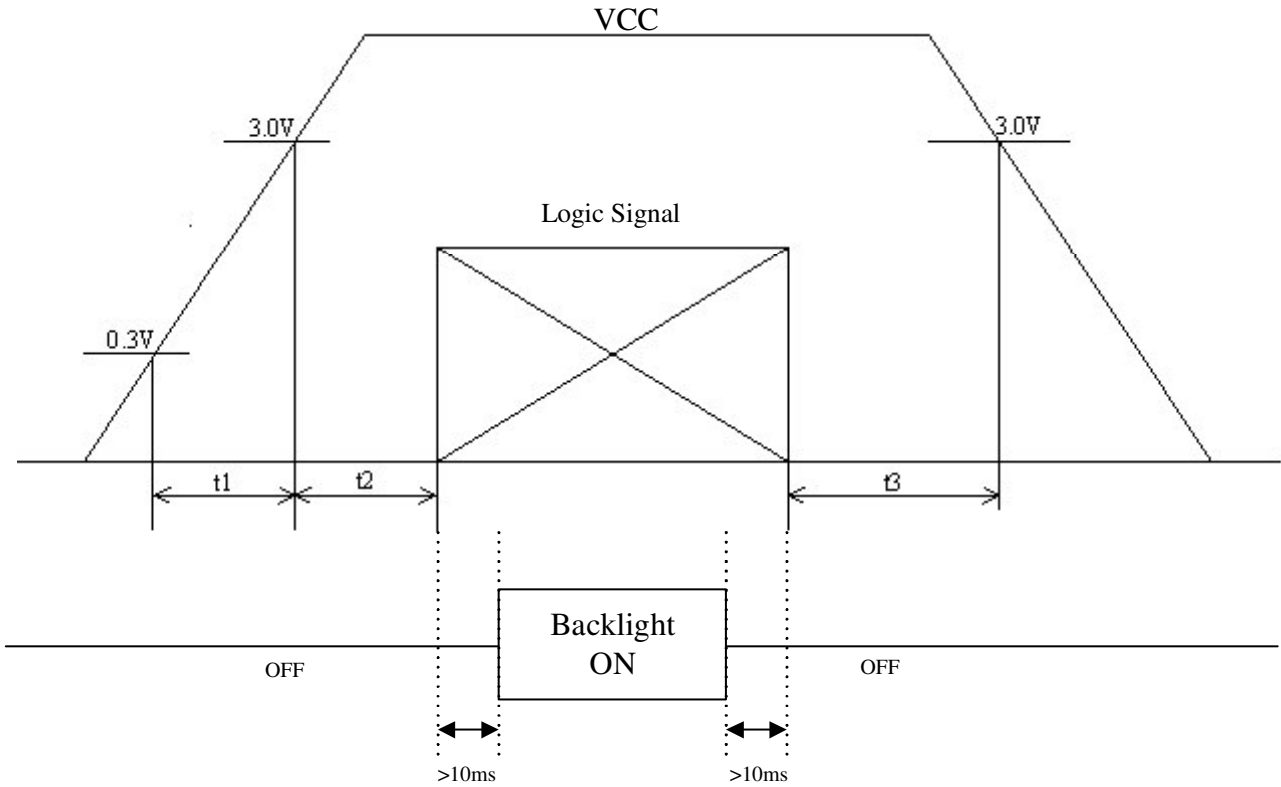 VCC
3.0V
3.0V
Logic Signal
0.3V
t1
t2
t3
Backlight
ON
OFF
OFF
>10ms
>10ms